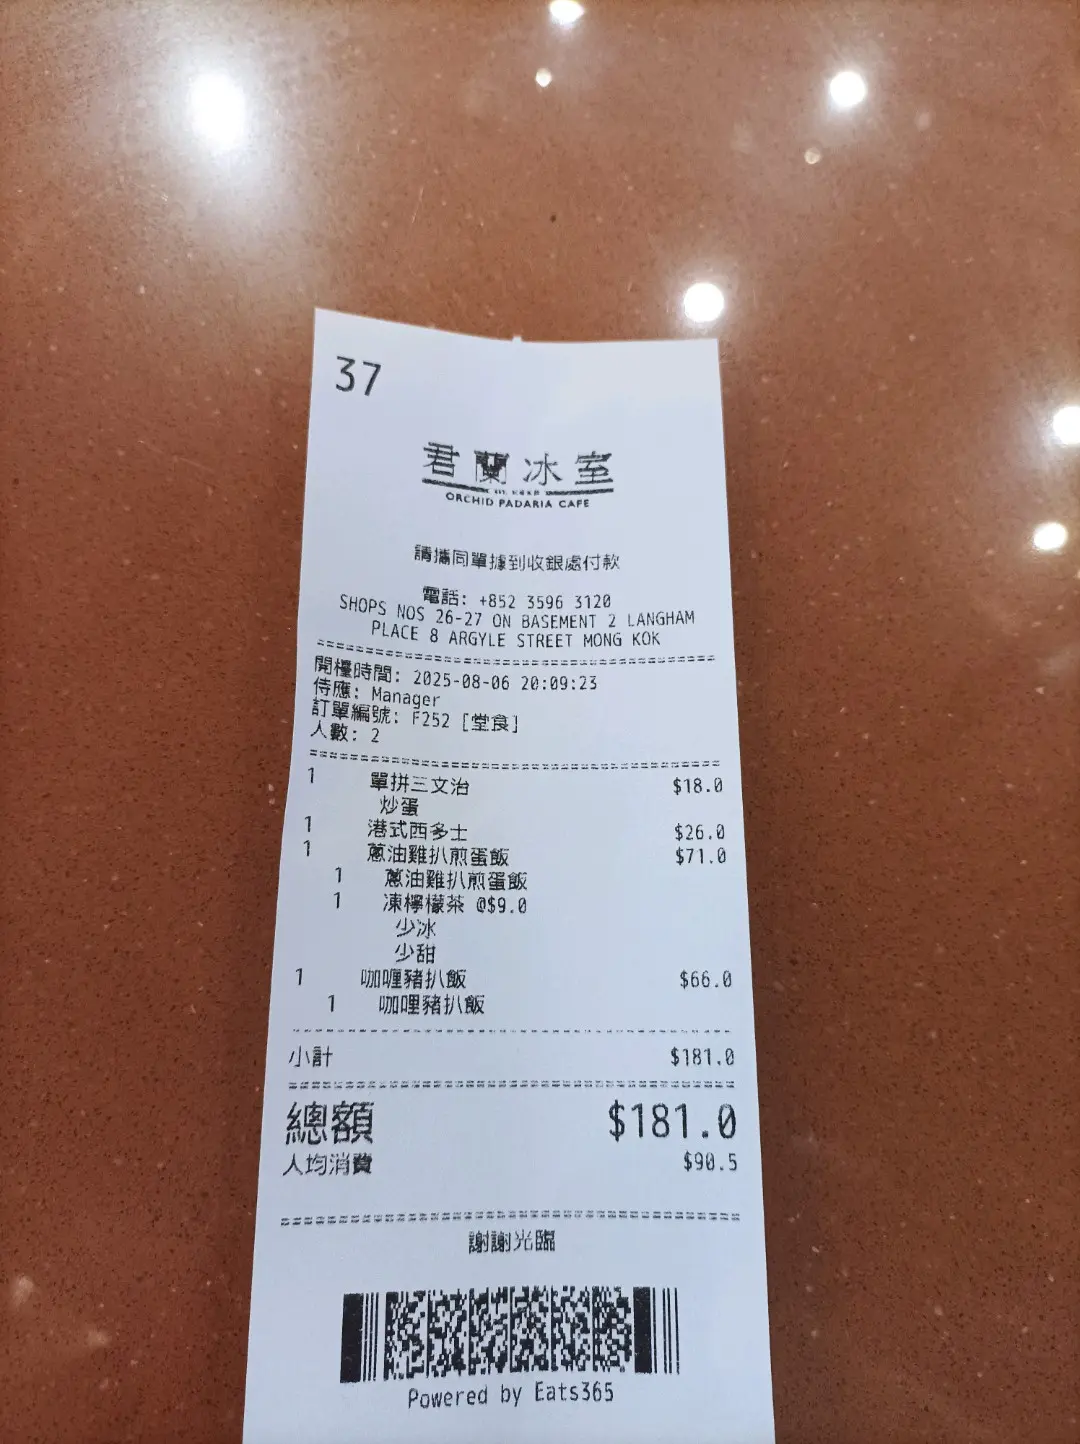 37
君蘭冰室
ORCHID PADARIA CAFE
請攜同單據到收銀處付款
電話: +852 3596 3120
SHOPS NOS 26-27 ON BASEMENT 2 LANGHAM
PLACE 8 ARGYLE STREET MONG KOK
開檯時間: 2025-08-06 20:09:23
侍應: Manager
訂單編號: F252 [堂食]
人數: 2
1 單拼三文治 $18.0
炒蛋
1 港式西多士 $26.0
1 蔥油雞扒煎蛋飯 $71.0
1 蔥油雞扒煎蛋飯
1 凍檸檬茶 @$9.0
少冰
少甜
1 咖喱豬扒飯 $66.0
1 咖哩豬扒飯
小計 $181.0
總額 $181.0
人均消費 $90.5
謝謝光臨
Powered by Eats365